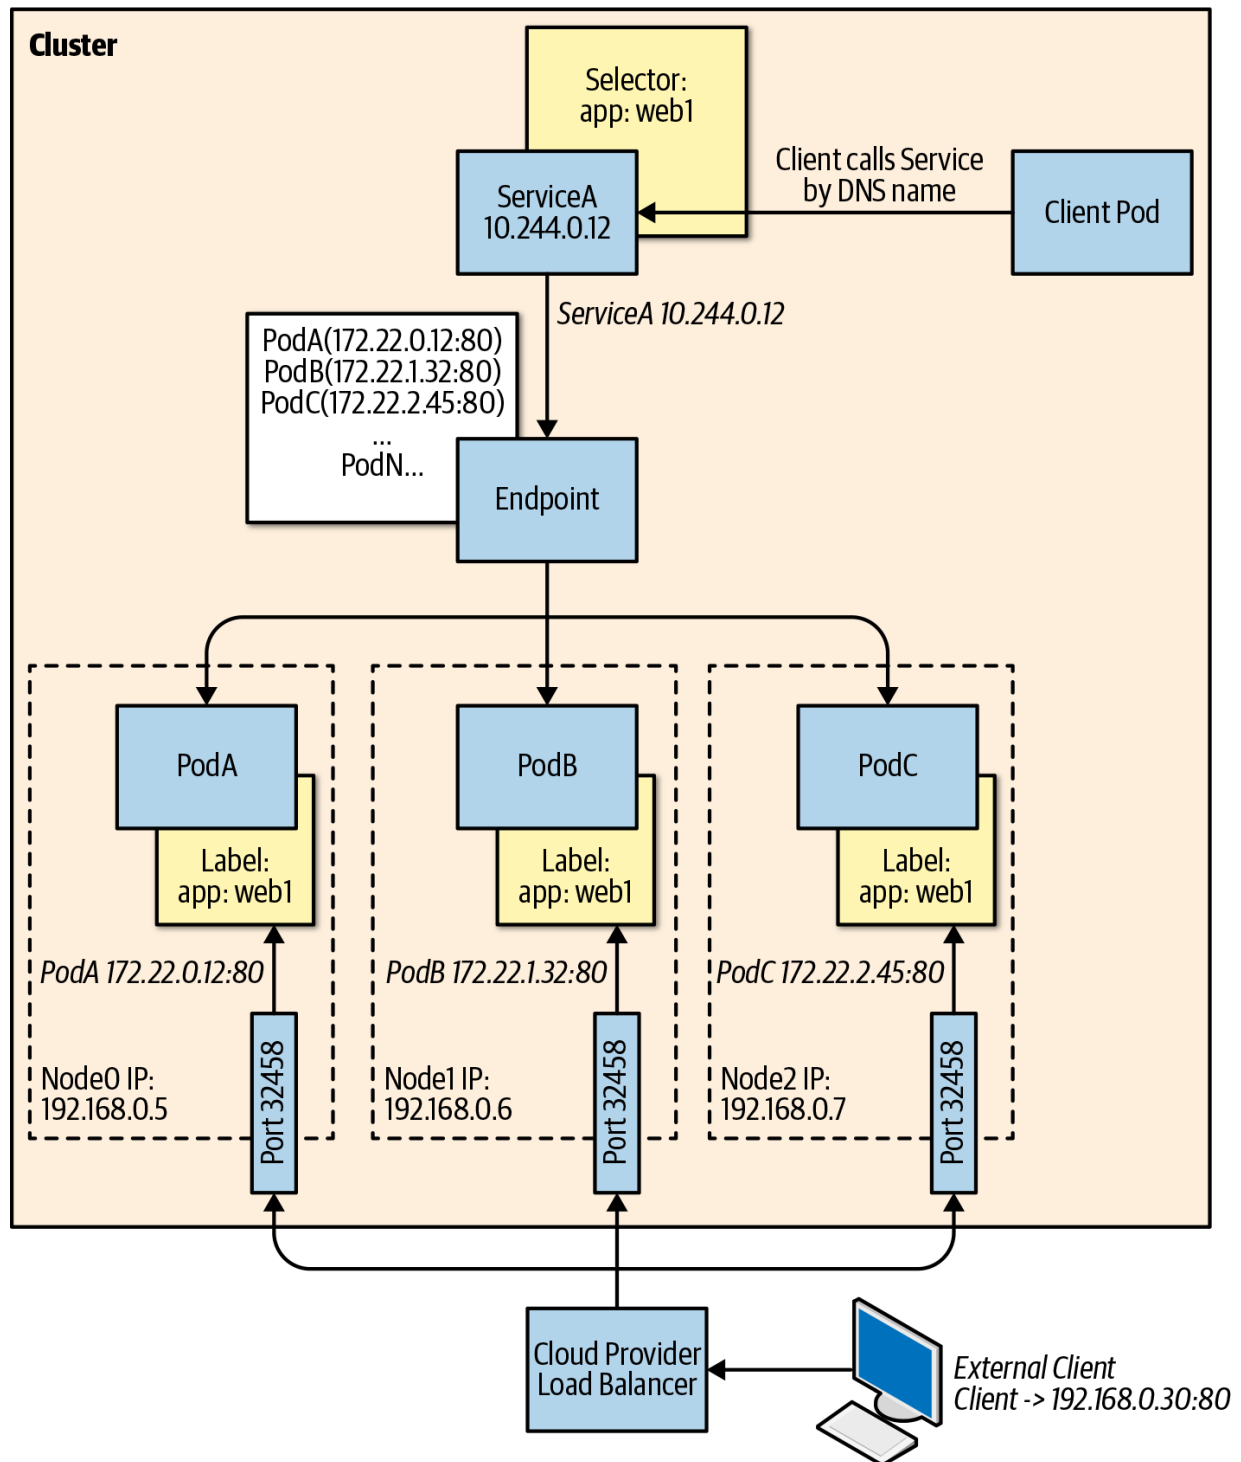 Cluster
Selector:
app: web1
ServiceA
10.244.0.12
Client calls Service
by DNS name
Client Pod
ServiceA 10.244.0.12
PodA(172.22.0.12:80)
PodB(172.22.1.32:80)
PodC(172.22.2.45:80)
...
PodN...
Endpoint
PodA
Label:
app: web1
PodA 172.22.0.12:80
Node0 IP:
192.168.0.5
Port 32458
PodB
Label:
app: web1
PodB 172.22.1.32:80
Node1 IP:
192.168.0.6
Port 32458
PodC
Label:
app: web1
PodC 172.22.2.45:80
Node2 IP:
192.168.0.7
Port 32458
Cloud Provider
Load Balancer
External Client
Client -> 192.168.0.30:80